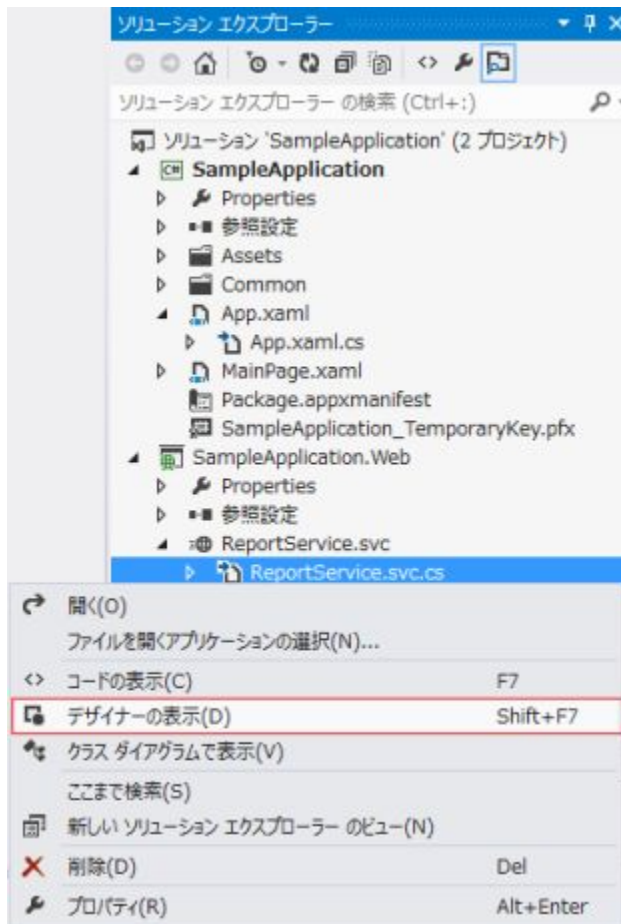 ソリューション エクスプローラー
ソリューション エクスプローラー の検索 (Ctrl+:)
ソリューション 'SampleApplication' (2 プロジェクト)
SampleApplication
Properties
参照設定
Assets
Common
App.xaml
App.xaml.cs
MainPage.xaml
Package.appxmanifest
SampleApplication_TemporaryKey.pfx
SampleApplication.Web
Properties
参照設定
ReportService.svc
ReportService.svc.cs
開く(O)
ファイルを開くアプリケーションの選択(N)...
コードの表示(C) F7
デザイナーの表示(D) Shift+F7
クラス ダイアグラムで表示(V)
ここまで検索(S)
新しい ソリューション エクスプローラー のビュー(N)
削除(D) Del
プロパティ(R) Alt+Enter